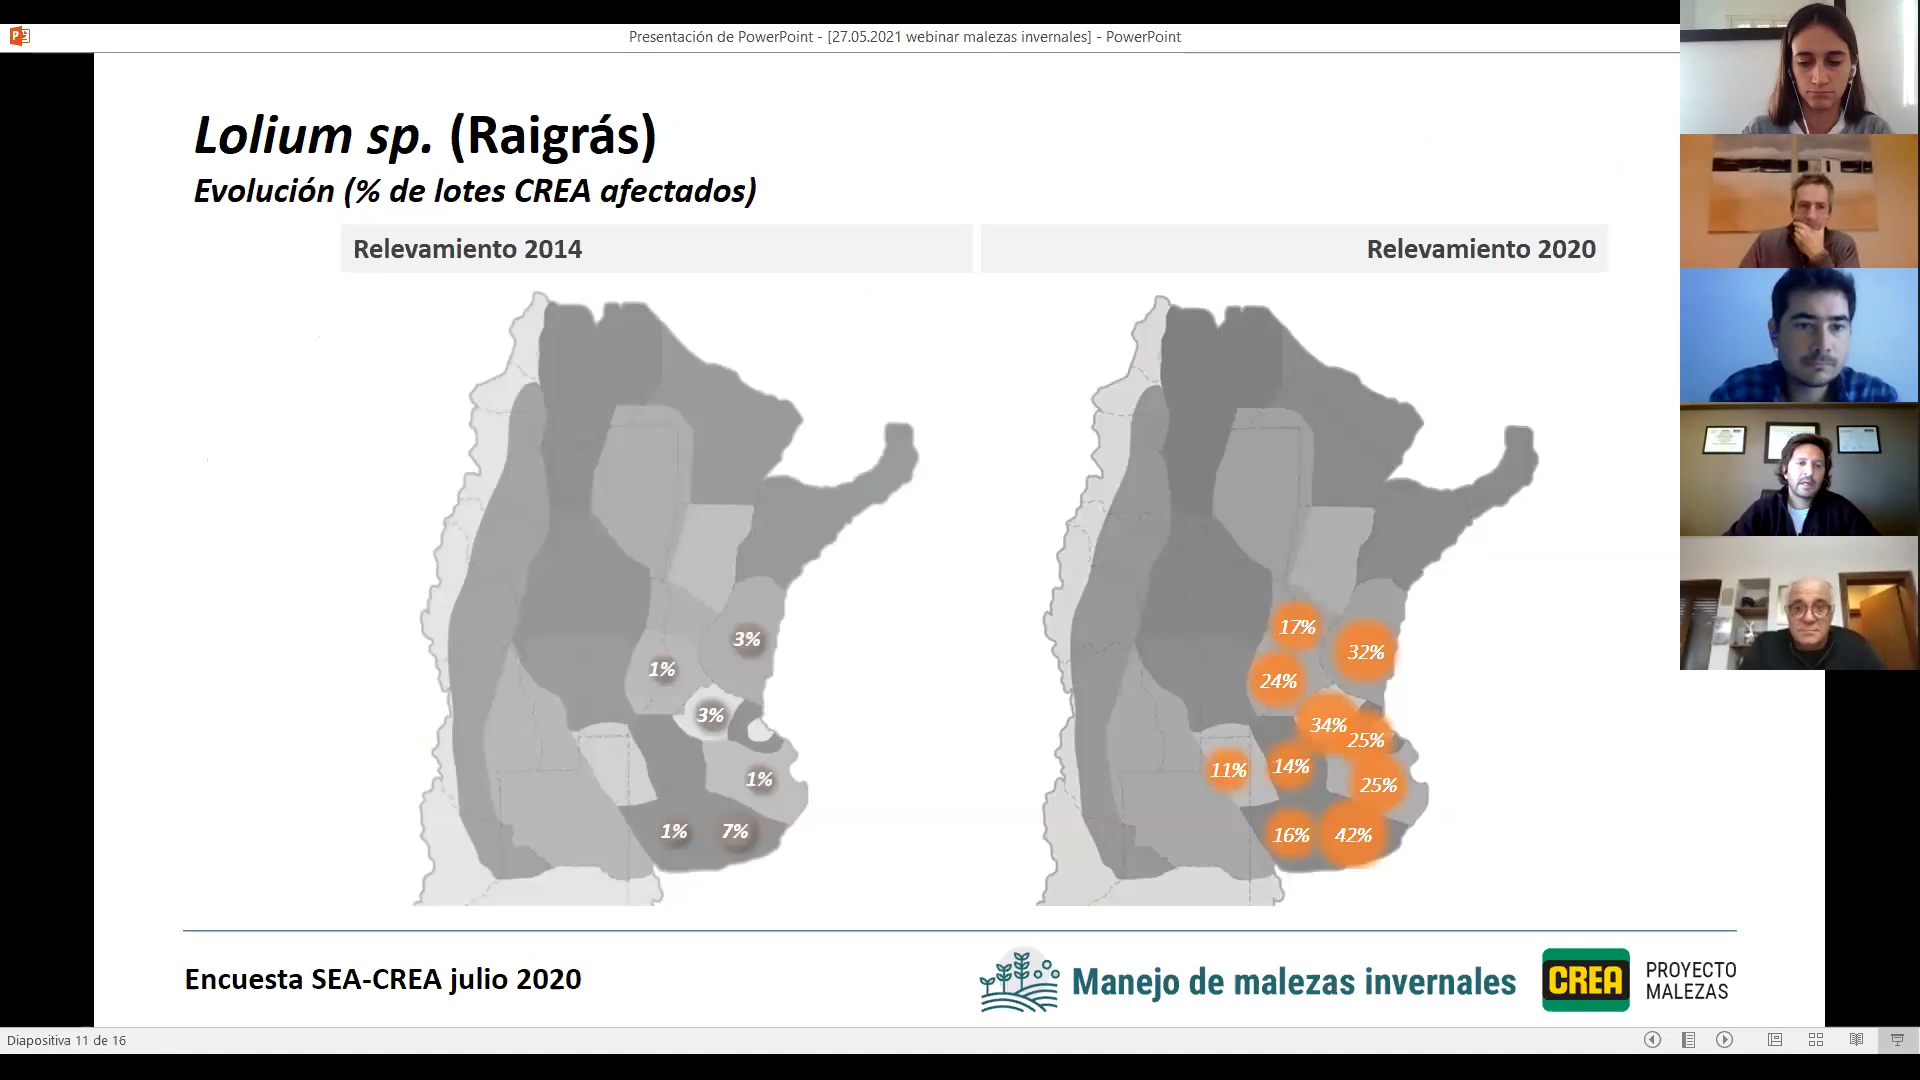 Presentación de PowerPoint - [27.05.2021 webinar malezas invernales] - PowerPoint
Lolium sp. (Raigrás)
Evolución (% de lotes CREA afectados)
Relevamiento 2014
Relevamiento 2020
3%
1%
3%
1%
1%
7%
17%
32%
24%
34%
25%
11%
14%
25%
16%
42%
Encuesta SEA-CREA julio 2020
Manejo de malezas invernales
CREA
PROYECTO
MALEZAS
Diapositiva 11 de 16